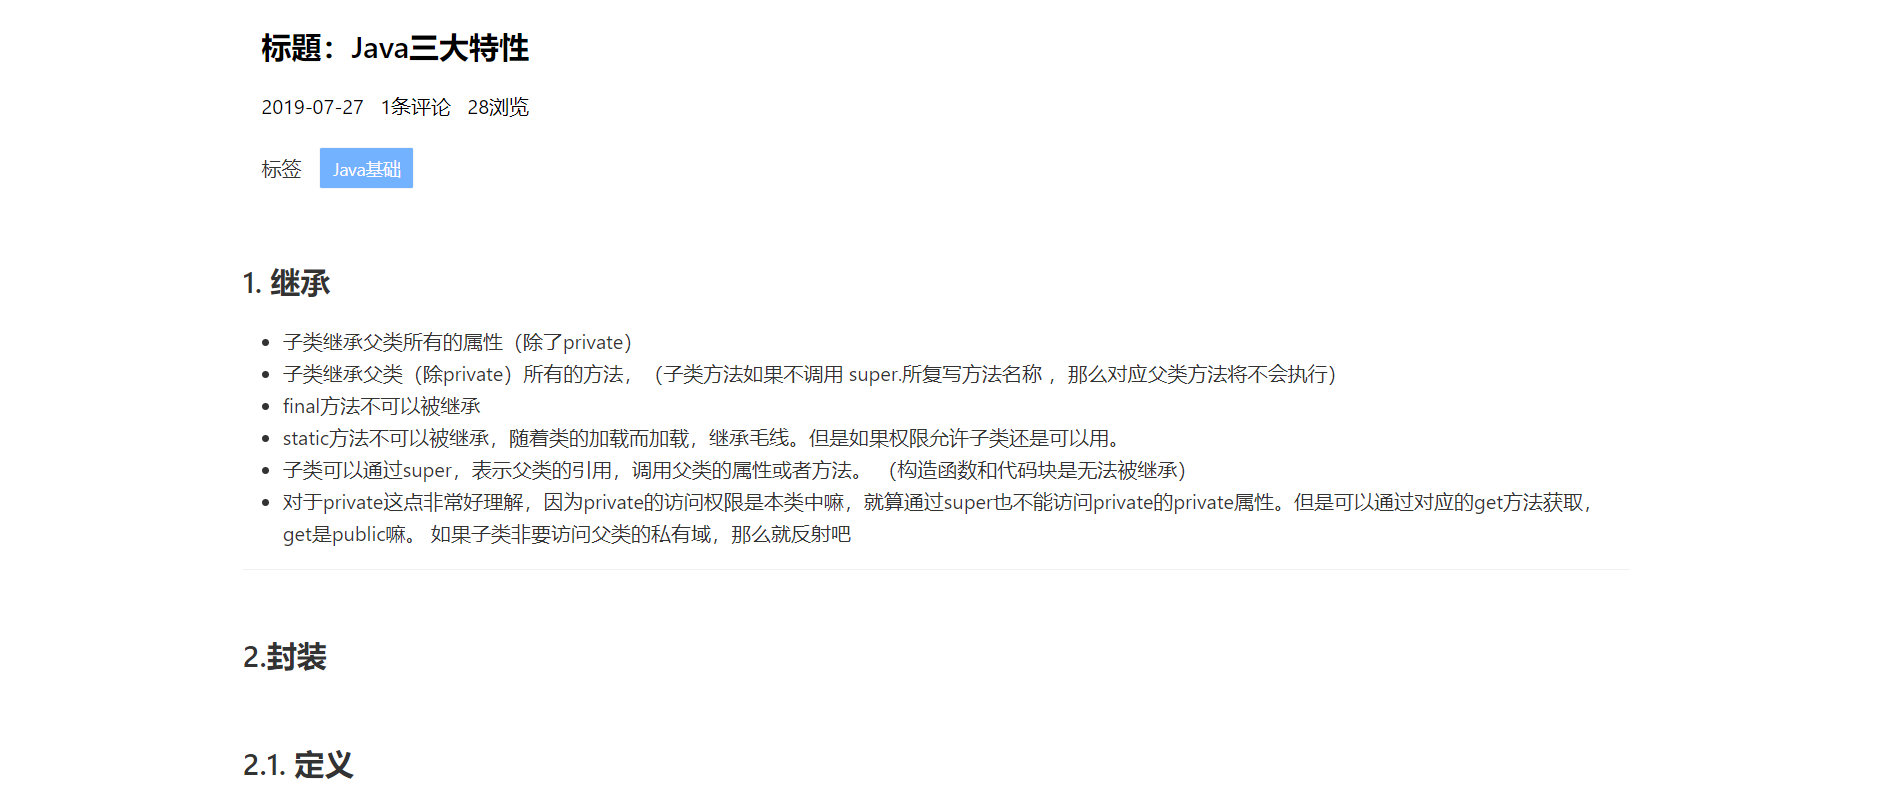 标题：Java三大特性
2019-07-27 1条评论 28浏览
标签 Java基础
1. 继承
子类继承父类所有的属性（除了private）
子类继承父类（除private）所有的方法，（子类方法如果不调用 super.所复写方法名称 ，那么对应父类方法将不会执行）
final方法不可以被继承
static方法不可以被继承，随着类的加载而加载，继承毛线。但是如果权限允许子类还是可以用。
子类可以通过super，表示父类的引用，调用父类的属性或者方法。 （构造函数和代码块是无法被继承）
对于private这点非常好理解，因为private的访问权限是本类中嘛，就算通过super也不能访问private的private属性。但是可以通过对应的get方法获取，
get是public嘛。 如果子类非要访问父类的私有域，那么就反射吧
2.封装
2.1. 定义